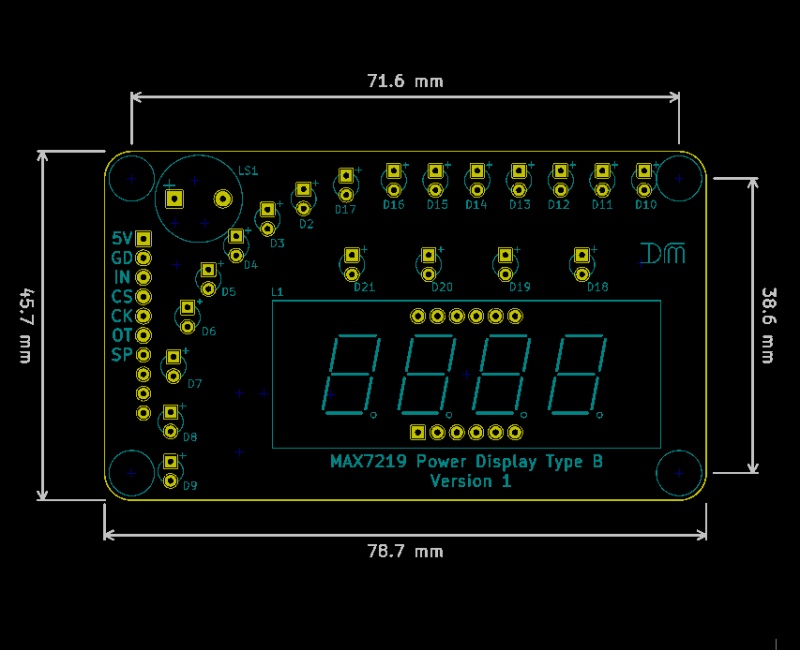 71.6 mm
LS1
D17
D16
D15
D14
D13
D12
D11
D10
D2
D3
5V
GD
IN
CS
CK
OT
SP
D4
D5
D6
D7
D8
D9
D21
D20
D19
D18
DM
L1
45.7 mm
38.6 mm
MAX7219 Power Display Type B
Version 1
78.7 mm